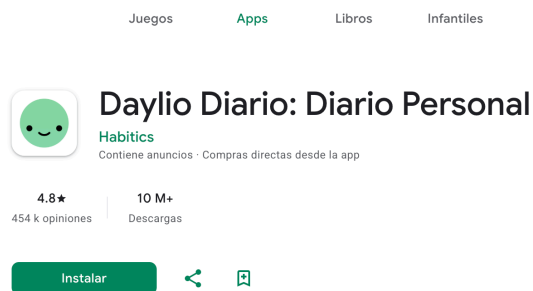 Juegos Apps Libros Infantiles
Daylio Diario: Diario Personal
Habitics
Contiene anuncios · Compras directas desde la app
4.8★ 10 M+
454 k opiniones Descargas
Instalar